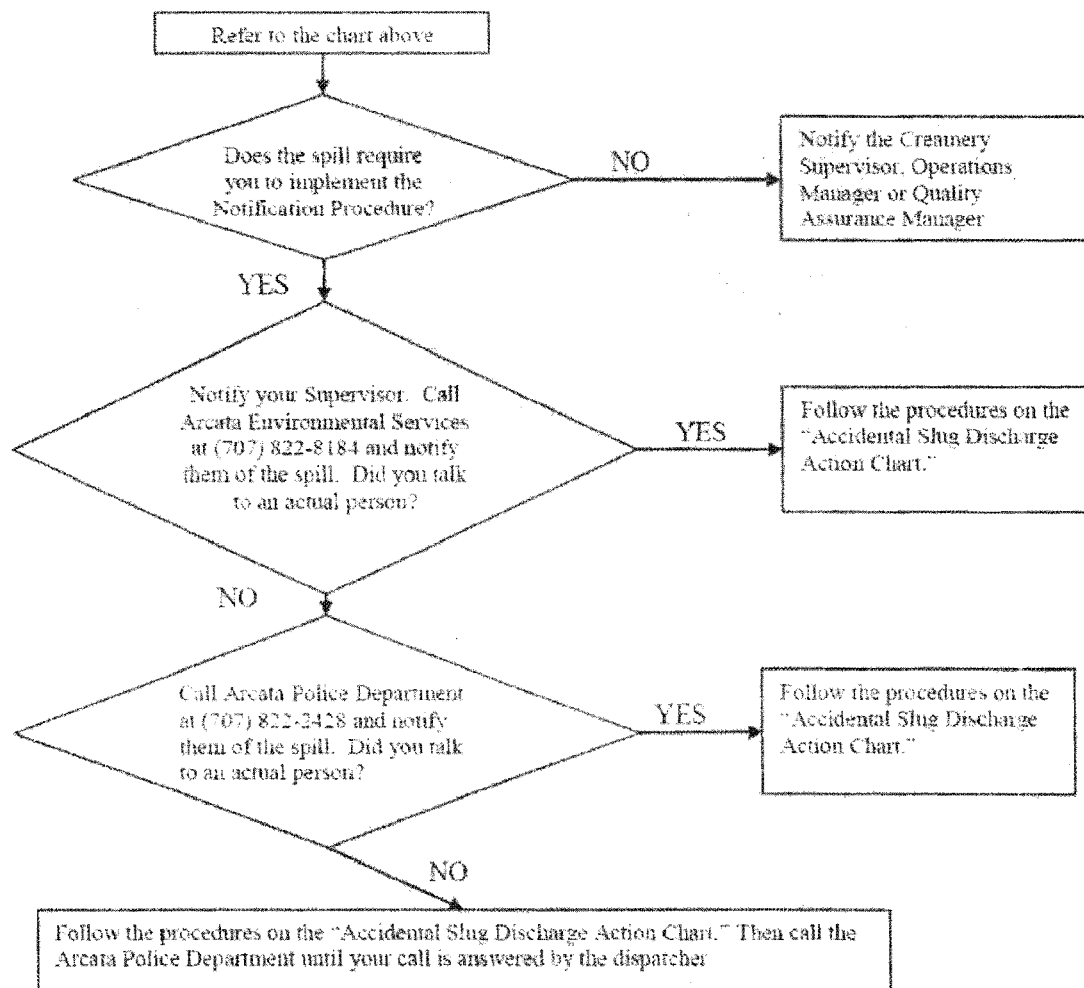 Refer to the chart above
Does the spill require
you to implement the
Notification Procedure?
NO
Notify the Creamery
Supervisor, Operations
Manager or Quality
Assurance Manager
YES
Notify your Supervisor. Call
Arcata Environmental Services
at (707) 822-8184 and notify
them of the spill. Did you talk
to an actual person?
YES
Follow the procedures on the
“Accidental Slug Discharge
Action Chart.”
NO
Call Arcata Police Department
at (707) 822-2428 and notify
them of the spill. Did you talk
to an actual person?
YES
Follow the procedures on the
“Accidental Slug Discharge
Action Chart.”
NO
Follow the procedures on the “Accidental Slug Discharge Action Chart.” Then call the
Arcata Police Department until your call is answered by the dispatcher